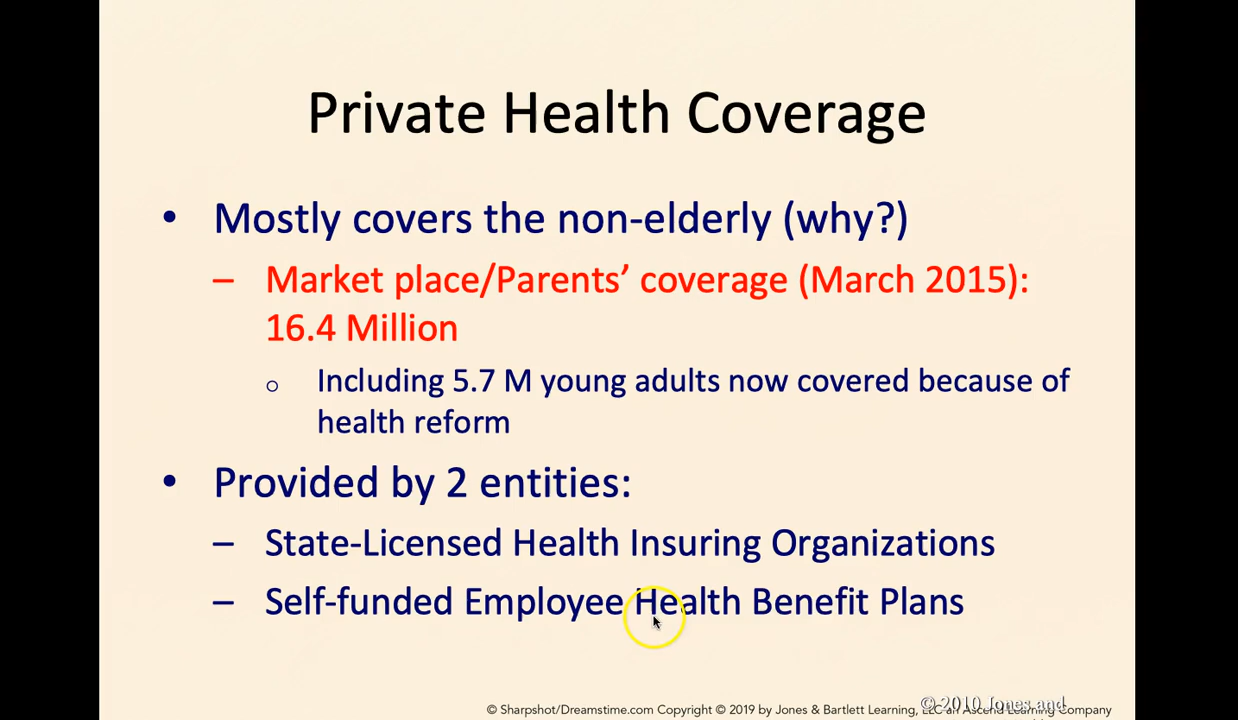 Private Health Coverage
• Mostly covers the non-elderly (why?)
– Market place/Parents’ coverage (March 2015):
16.4 Million
o Including 5.7 M young adults now covered because of
health reform
• Provided by 2 entities:
– State-Licensed Health Insuring Organizations
– Self-funded Employee Health Benefit Plans
© 2010 Jones and
© Sharpshot/Dreamstime.com Copyright © 2019 by Jones & Bartlett Learning, LLC an Ascend Learning Company